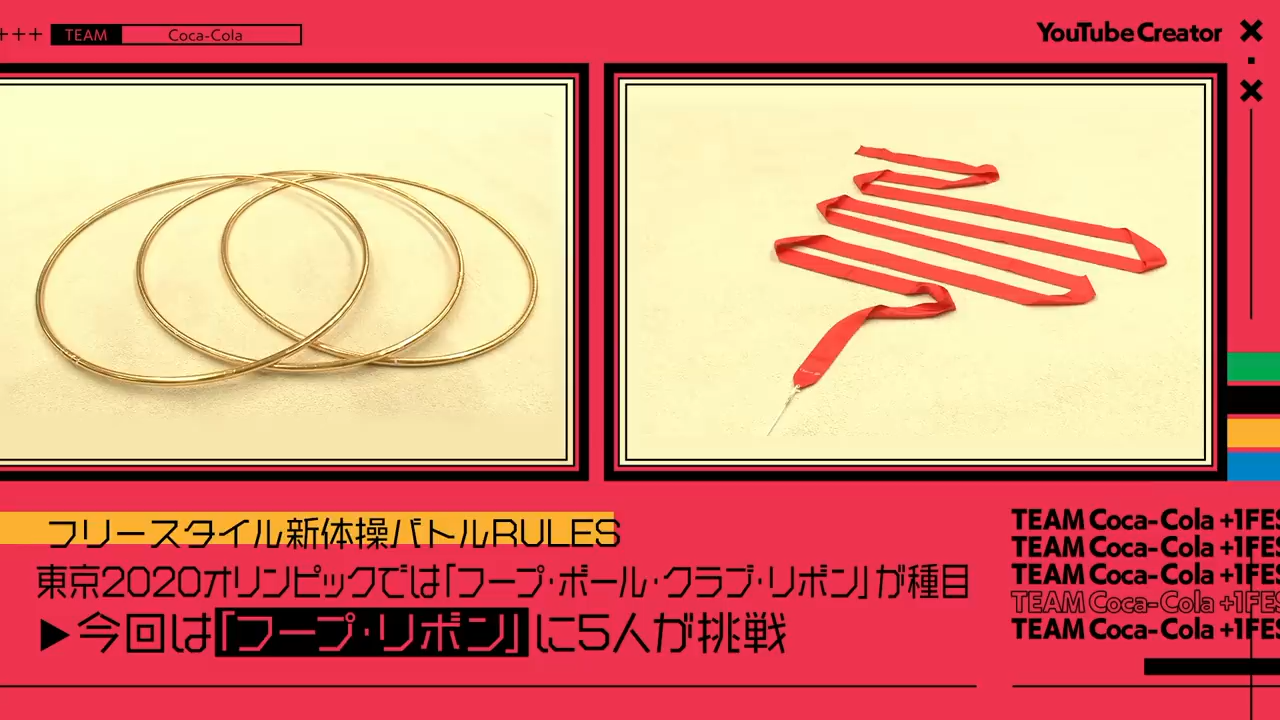 +++ TEAM Coca-Cola
YouTube Creator
フリースタイル新体操バトルRULES
東京2020オリンピックでは「フープ・ボール・クラブ・リボン」が種目
▶今回は「フープ・リボン」に5人が挑戦
TEAM Coca-Cola +1FES
TEAM Coca-Cola +1FES
TEAM Coca-Cola +1FES
TEAM Coca-Cola +1FES
TEAM Coca-Cola +1FES